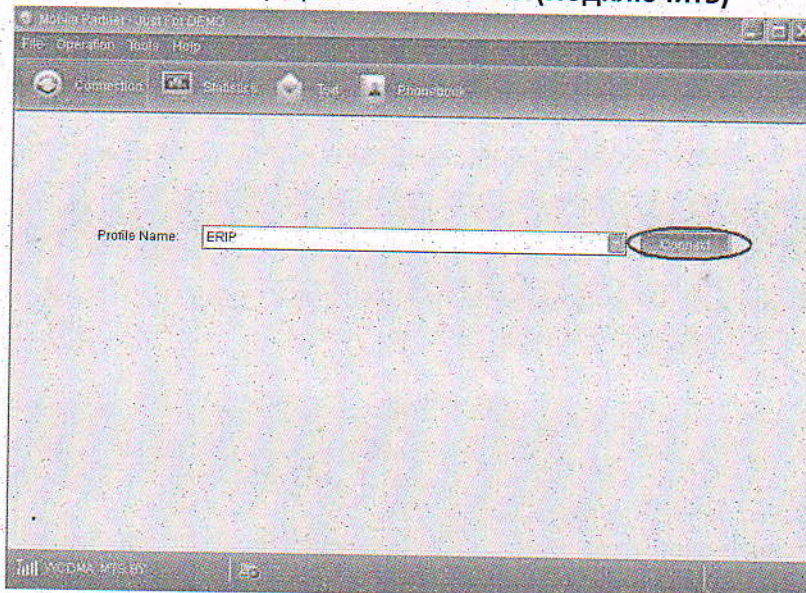 (Подключить)
Mobile Partner - Just For DEMO
File Operation Tools Help
Connection Statistics Text Phonebook
Profile Name: ERIP Connect
WCDMA MTS BY